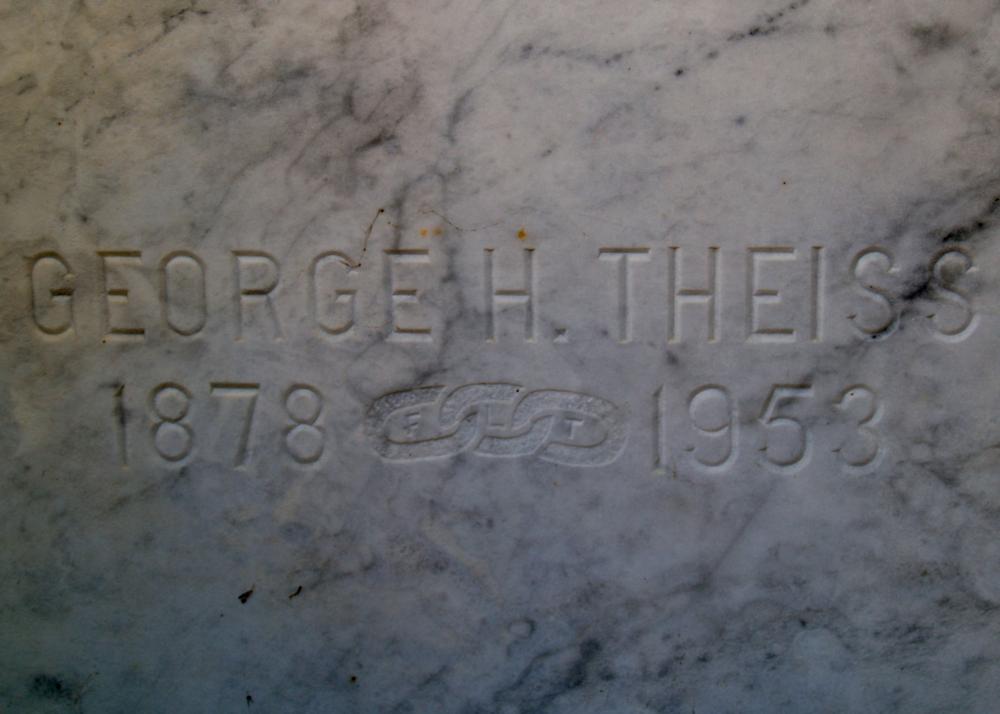 GEORGE H. THEISS
1878 F L T 1953